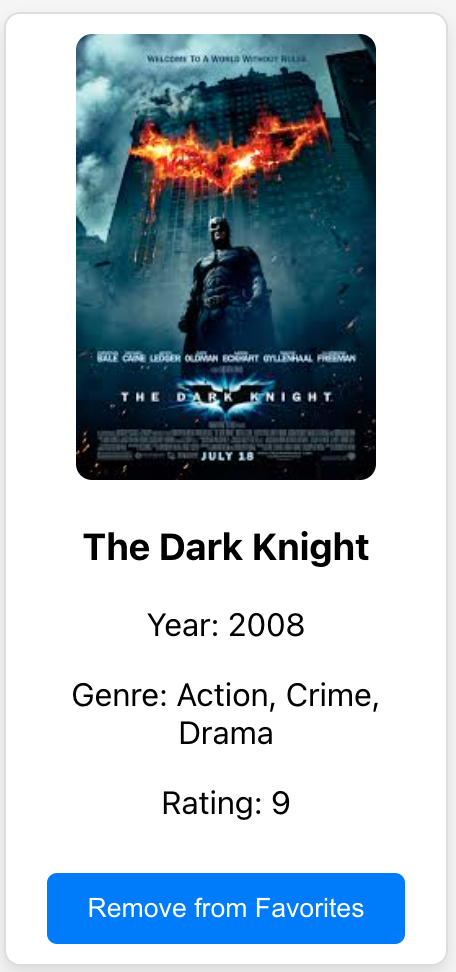 WELCOME TO A WORLD WITHOUT RULES.
BALE CAINE LEDGER OLDMAN ECKHART GYLLENHAAL FREEMAN
THE DARK KNIGHT
JULY 18
The Dark Knight
Year: 2008
Genre: Action, Crime,
Drama
Rating: 9
Remove from Favorites